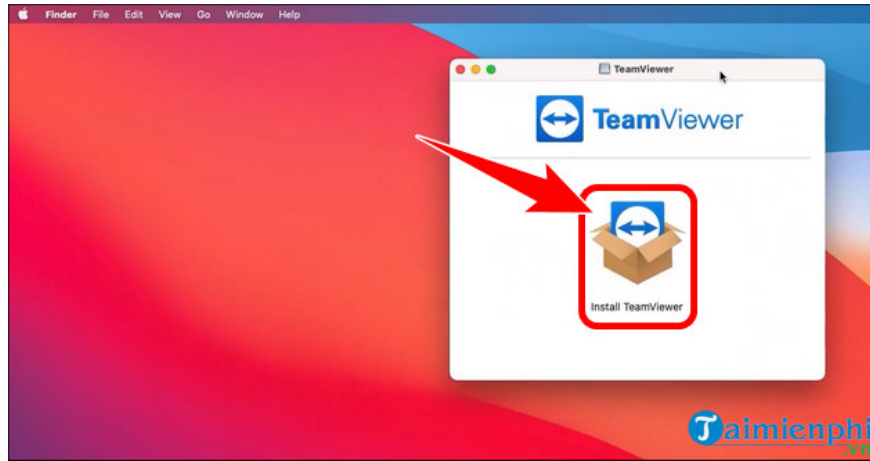 Finder File Edit View Go Window Help
TeamViewer
TeamViewer
Install TeamViewer
Taimienphi
.vn